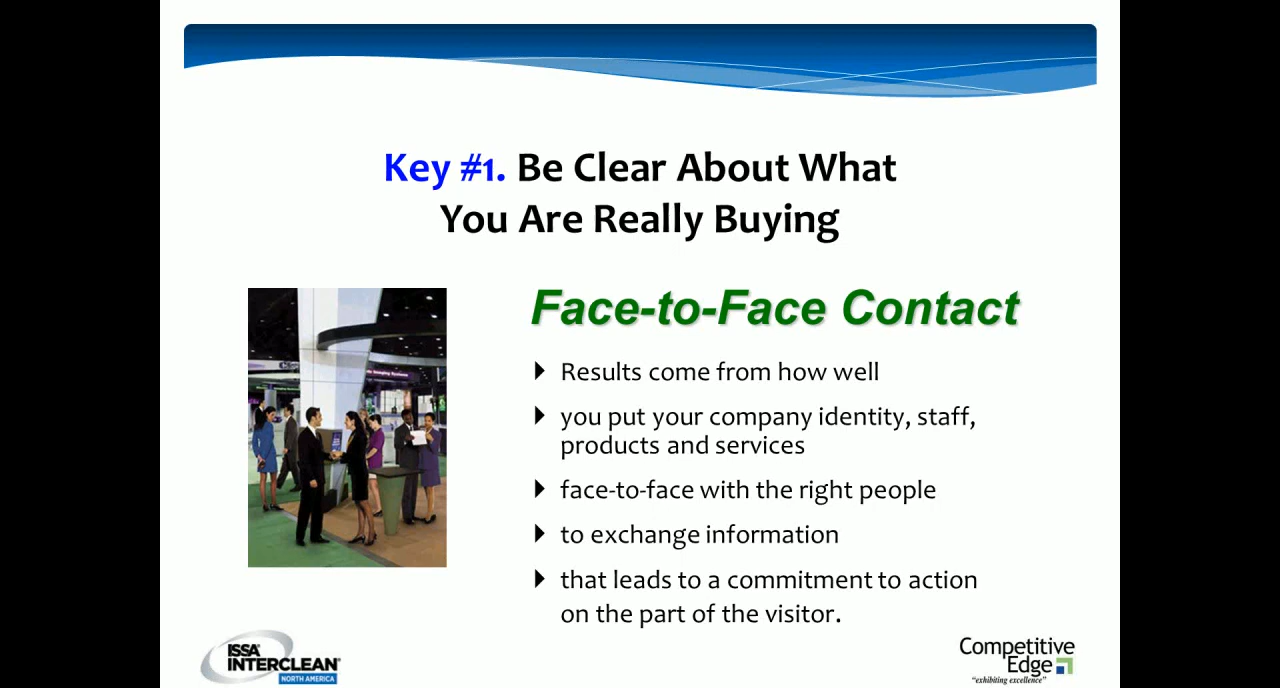 Key #1. Be Clear About What
You Are Really Buying
Face-to-Face Contact
Results come from how well
you put your company identity, staff,
products and services
face-to-face with the right people
to exchange information
that leads to a commitment to action
on the part of the visitor.
ISSA
INTERCLEAN
NORTH AMERICA
Competitive
Edge
"exhibiting excellence"